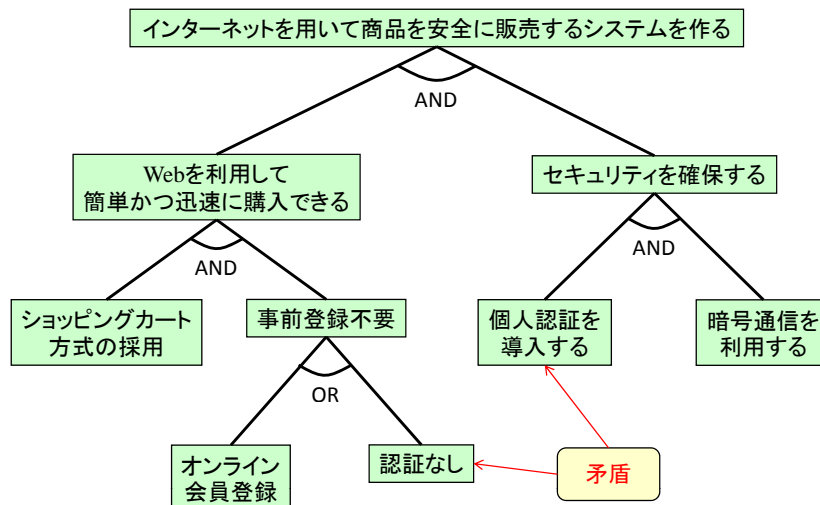 インターネットを用いて商品を安全に販売するシステムを作る
AND
Webを利用して
簡単かつ迅速に購入できる
セキュリティを確保する
AND
AND
ショッピングカート
方式の採用
事前登録不要
個人認証を
導入する
暗号通信を
利用する
OR
オンライン
会員登録
認証なし
矛盾